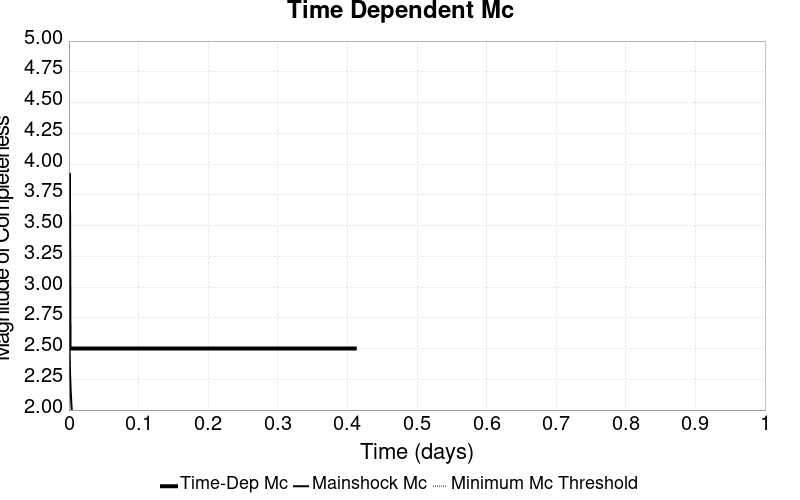 Time Dependent Mc
5.00
4.75
4.50
4.25
4.00
3.75
3.50
3.25
3.00
2.75
2.50
2.25
2.00
Magnitude of Completeness
0 0.1 0.2 0.3 0.4 0.5 0.6 0.7 0.8 0.9 1
Time (days)
Time-Dep Mc Mainshock Mc Minimum Mc Threshold